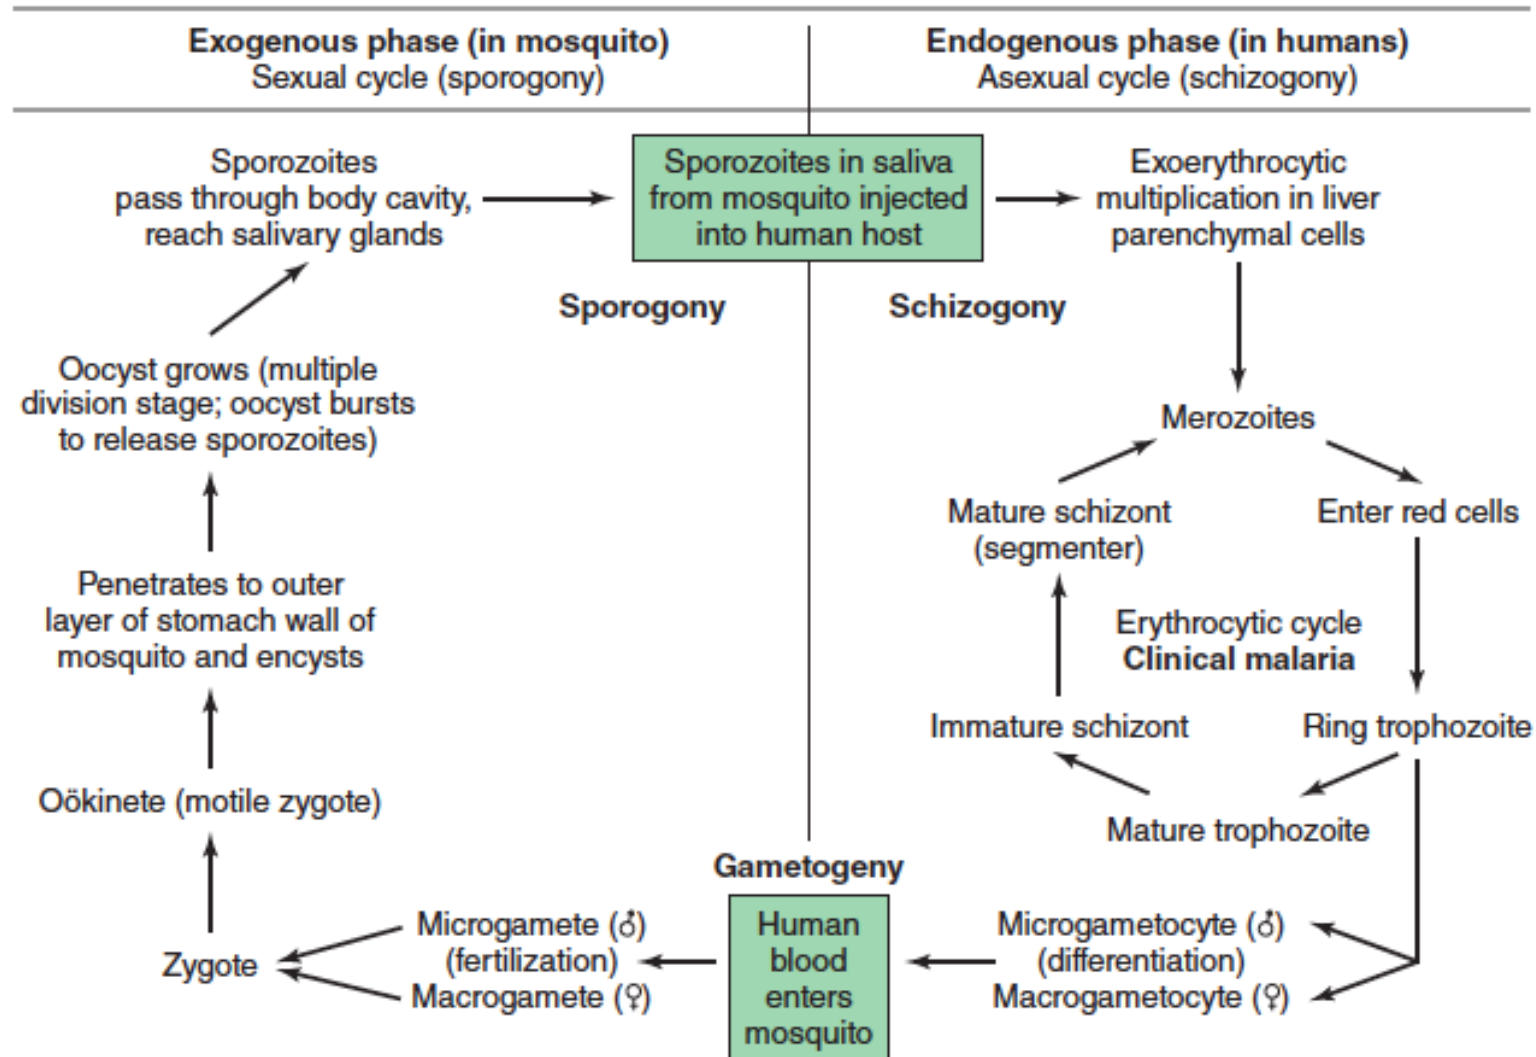 Exogenous phase (in mosquito)
Sexual cycle (sporogony)
Endogenous phase (in humans)
Asexual cycle (schizogony)
Sporozoites
pass through body cavity,
reach salivary glands
Sporozoites in saliva
from mosquito injected
into human host
Exoerythrocytic
multiplication in liver
parenchymal cells
Sporogony
Schizogony
Oocyst grows (multiple
division stage; oocyst bursts
to release sporozoites)
Merozoites
Mature schizont
(segmenter)
Enter red cells
Penetrates to outer
layer of stomach wall of
mosquito and encysts
Erythrocytic cycle
Clinical malaria
Immature schizont
Ring trophozoite
Oökinete (motile zygote)
Mature trophozoite
Gametogeny
Zygote
Microgamete (♂)
(fertilization)
Macrogamete (♀)
Human
blood
enters
mosquito
Microgametocyte (♂)
(differentiation)
Macrogametocyte (♀)